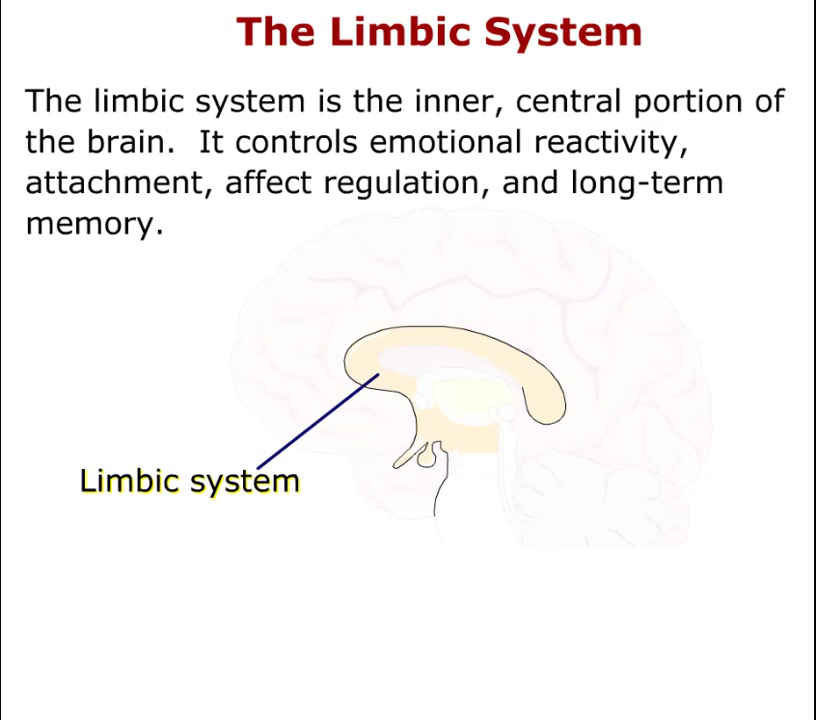 The Limbic System
The limbic system is the inner, central portion of
the brain.  It controls emotional reactivity,
attachment, affect regulation, and long-term
memory.
Limbic system